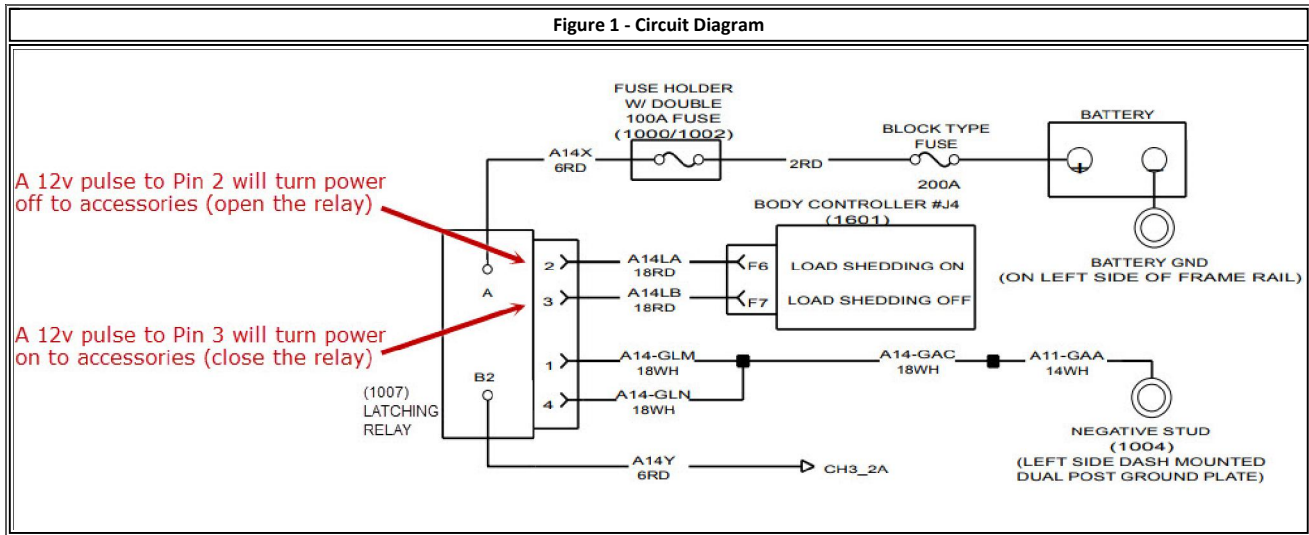 Figure 1 - Circuit Diagram
FUSE HOLDER
W/ DOUBLE
100A FUSE
(1000/1002)
BLOCK TYPE
FUSE
200A
BATTERY
+
−
A14X
6RD
2RD
A 12v pulse to Pin 2 will turn power
off to accessories (open the relay)
BODY CONTROLLER #J4
(1601)
BATTERY GND
(ON LEFT SIDE OF FRAME RAIL)
A
2
A14LA
18RD
F6
LOAD SHEDDING ON
3
A14LB
18RD
F7
LOAD SHEDDING OFF
A 12v pulse to Pin 3 will turn power
on to accessories (close the relay)
1
A14-GLM
18WH
A14-GAC
18WH
A11-GAA
14WH
B2
4
A14-GLN
18WH
(1007)
LATCHING
RELAY
NEGATIVE STUD
(1004)
(LEFT SIDE DASH MOUNTED
DUAL POST GROUND PLATE)
A14Y
6RD
CH3_2A